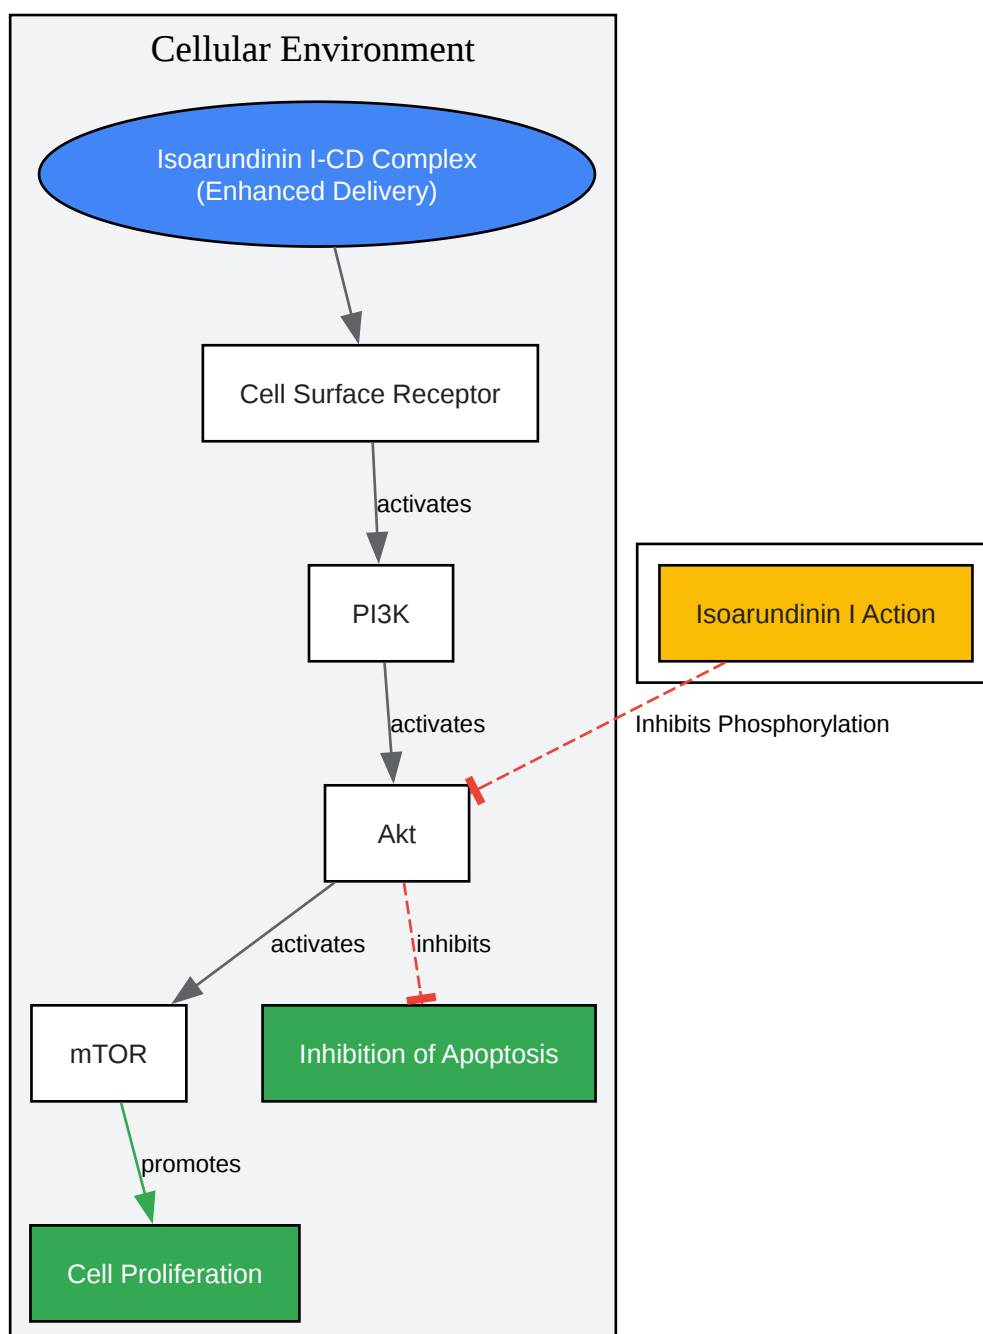 Cellular Environment
Isoarundinin I-CD Complex
(Enhanced Delivery)
Cell Surface Receptor
activates
PI3K
Isoarundinin I Action
activates
Inhibits Phosphorylation
Akt
activates
inhibits
mTOR
Inhibition of Apoptosis
promotes
Cell Proliferation